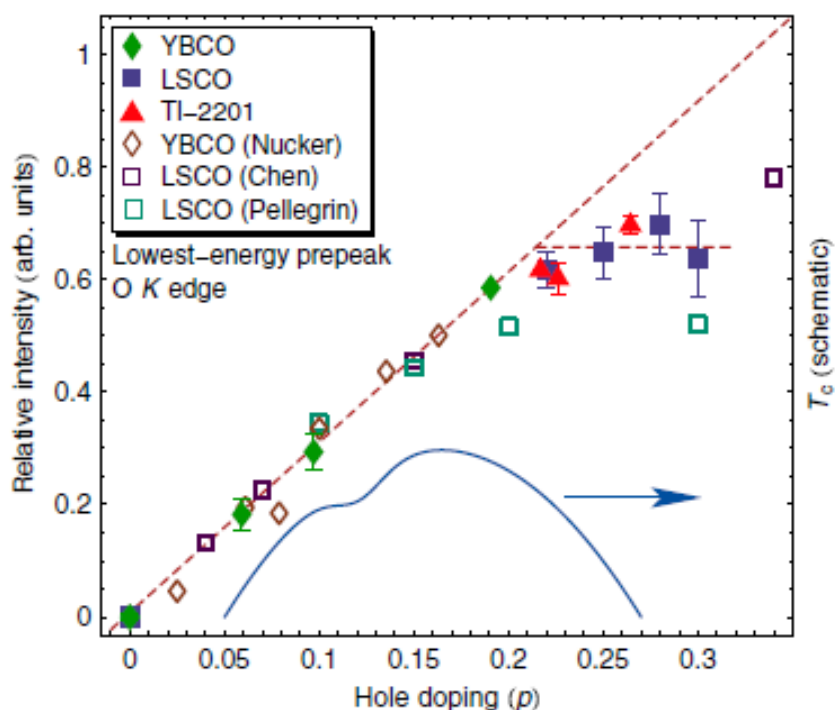 YBCO
LSCO
TI-2201
YBCO (Nucker)
LSCO (Chen)
LSCO (Pellegrin)
Lowest-energy prepeak
O K edge
Relative intensity (arb. units)
1
0.8
0.6
0.4
0.2
0
Tc (schematic)
0 0.05 0.1 0.15 0.2 0.25 0.3
Hole doping (p)